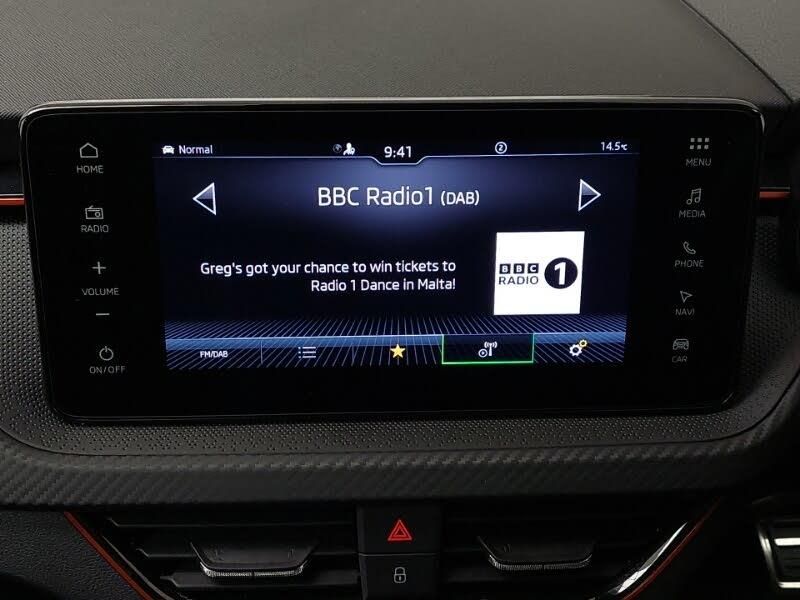 Normal
9:41
2
14.5°c
HOME
RADIO
VOLUME
ON/OFF
MENU
MEDIA
PHONE
NAVI
CAR
BBC Radio1 (DAB)
Greg's got your chance to win tickets to
Radio 1 Dance in Malta!
BBC
RADIO 1
FM/DAB